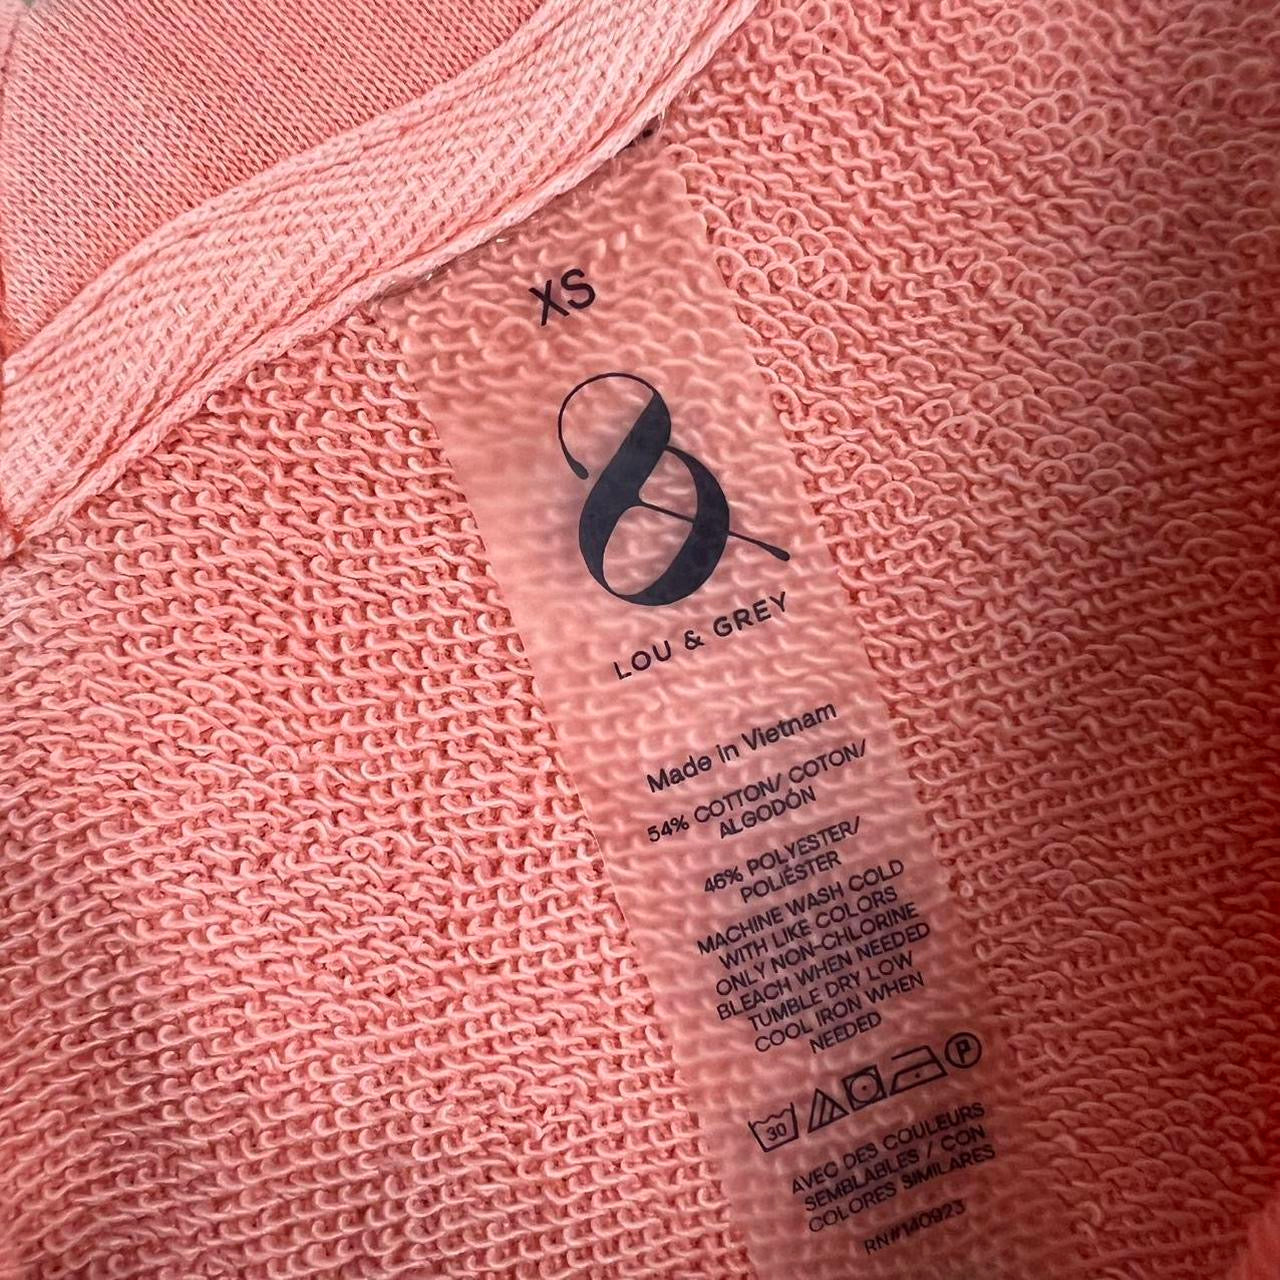 XS
&
LOU & GREY
Made in Vietnam
54% COTTON/ COTON/
ALGODÓN
46% POLYESTER/
POLIÉSTER
MACHINE WASH COLD
WITH LIKE COLORS
ONLY NON-CHLORINE
BLEACH WHEN NEEDED
TUMBLE DRY LOW
COOL IRON WHEN
NEEDED
30 P
AVEC DES COULEURS
SEMBLABLES / CON
COLORES SIMILARES
RN#140923